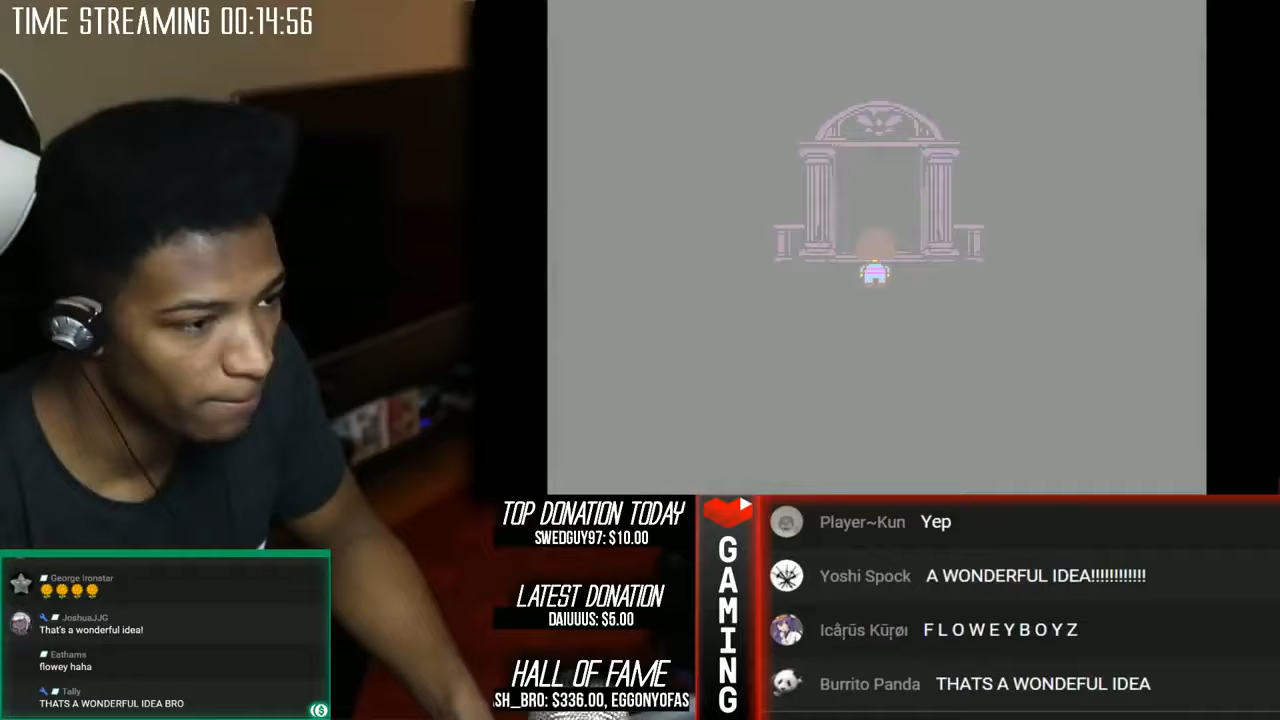 TIME STREAMING 00:14:56
George Ironstar
JoshuaJJG
That's a wonderful idea!
Eathams
flowey haha
Tally
THATS A WONDERFUL IDEA BRO
TOP DONATION TODAY
SWEDGUY97: $10.00
LATEST DONATION
DAIUUUS: $5.00
HALL OF FAME
SH_BRO: $336.00, EGGONYOFAS
GAMING
Player~Kun Yep
Yoshi Spock A WONDERFUL IDEA!!!!!!!!!!!!
Icåŗūs Kūŗøı F L O W E Y B O Y Z
Burrito Panda THATS A WONDEFUL IDEA